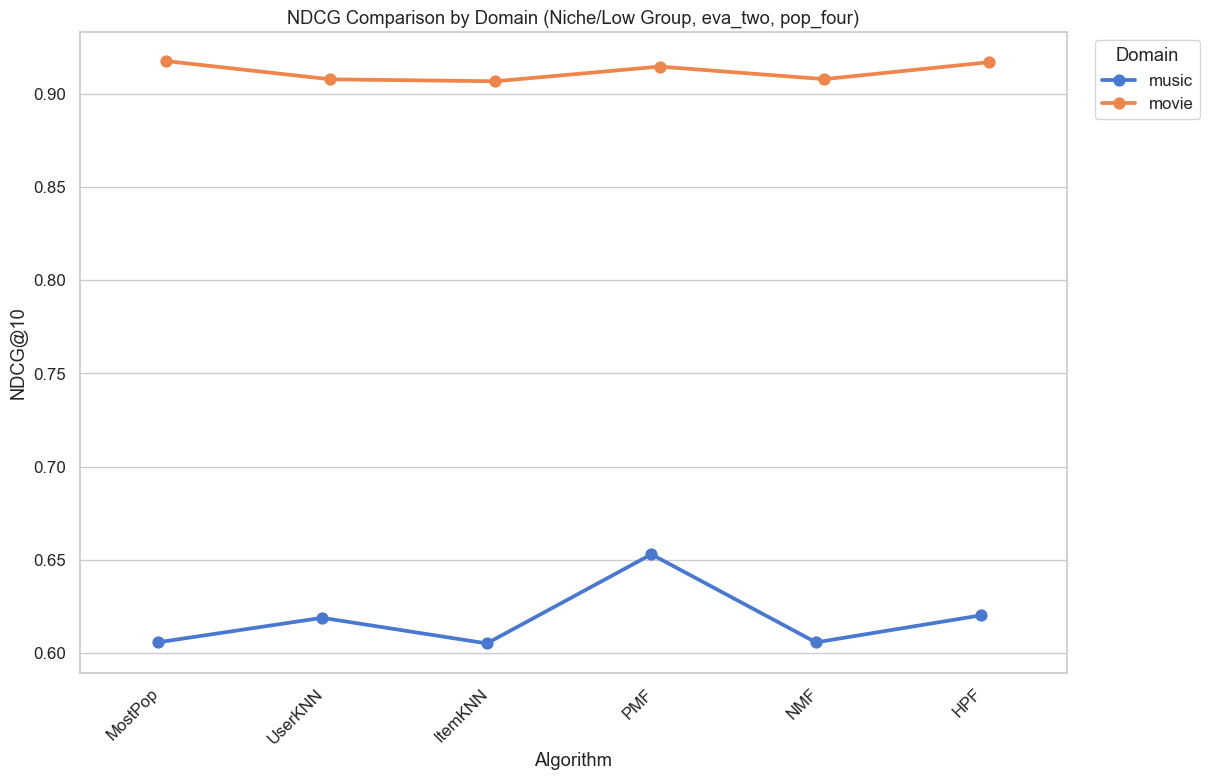 NDCG Comparison by Domain (Niche/Low Group, eva_two, pop_four)
Domain
music
movie
NDCG@10
0.90
0.85
0.80
0.75
0.70
0.65
0.60
MostPop
UserKNN
ItemKNN
PMF
NMF
HPF
Algorithm